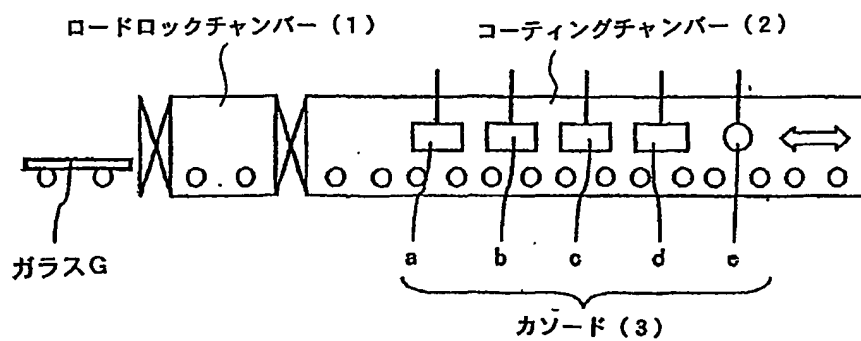 ロードロックチャンバー（1）
コーティングチャンバー（2）
ガラスG
a b c d e
カソード（3）